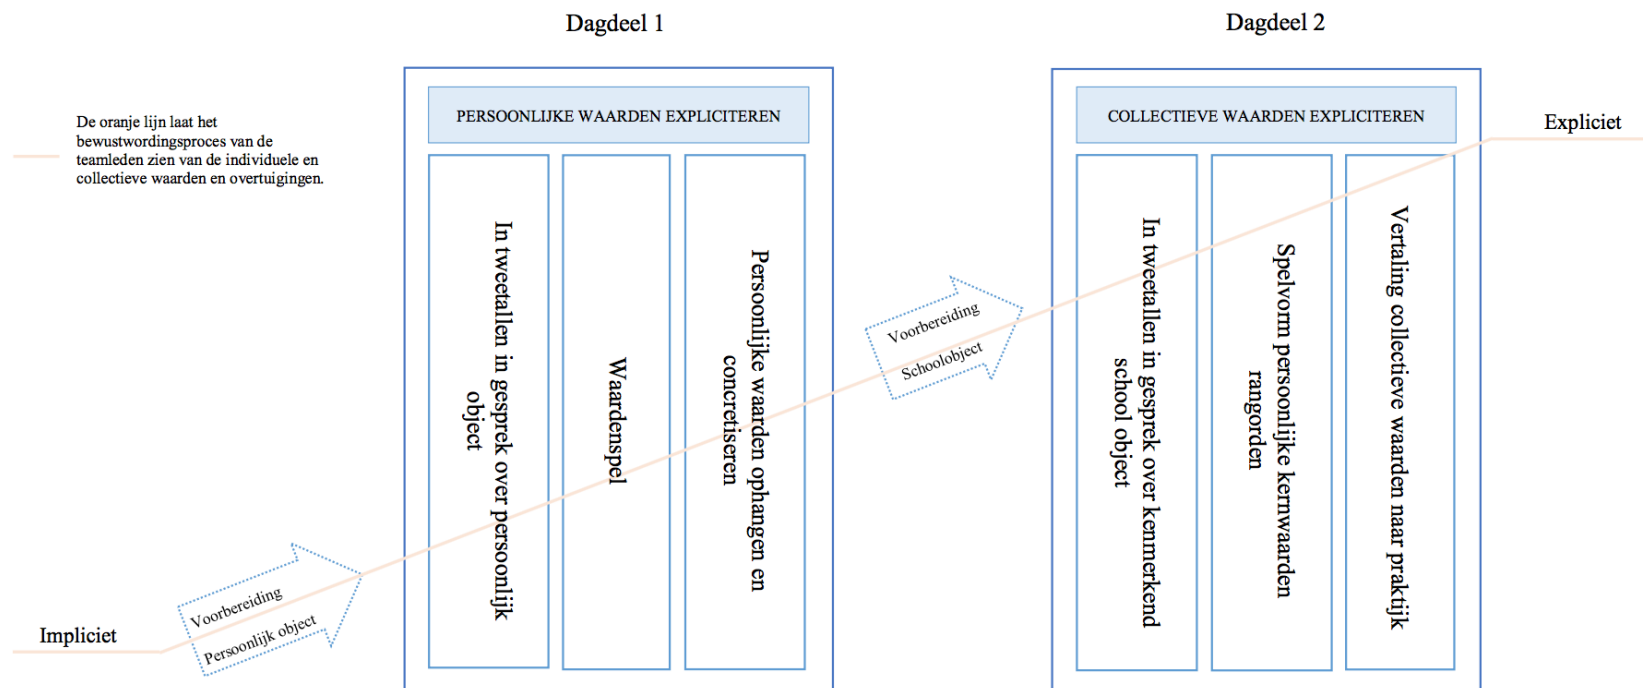 Dagdeel 1
Dagdeel 2
De oranje lijn laat het
bewustwordingsproces van de
teamleden zien van de individuele en
collectieve waarden en overtuigingen.
PERSOONLIJKE WAARDEN EXPLICITEREN
In tweetallen in gesprek over persoonlijk
object
Waardenspel
Persoonlijke waarden ophangen en
concretiseren
COLLECTIEVE WAARDEN EXPLICITEREN
In tweetallen in gesprek over kenmerkend
school object
Spelvorm persoonlijke kernwaarden
rangorden
Vertaling collectieve waarden naar praktijk
Expliciet
Voorbereiding
Schoolobject
Voorbereiding
Persoonlijk object
Impliciet